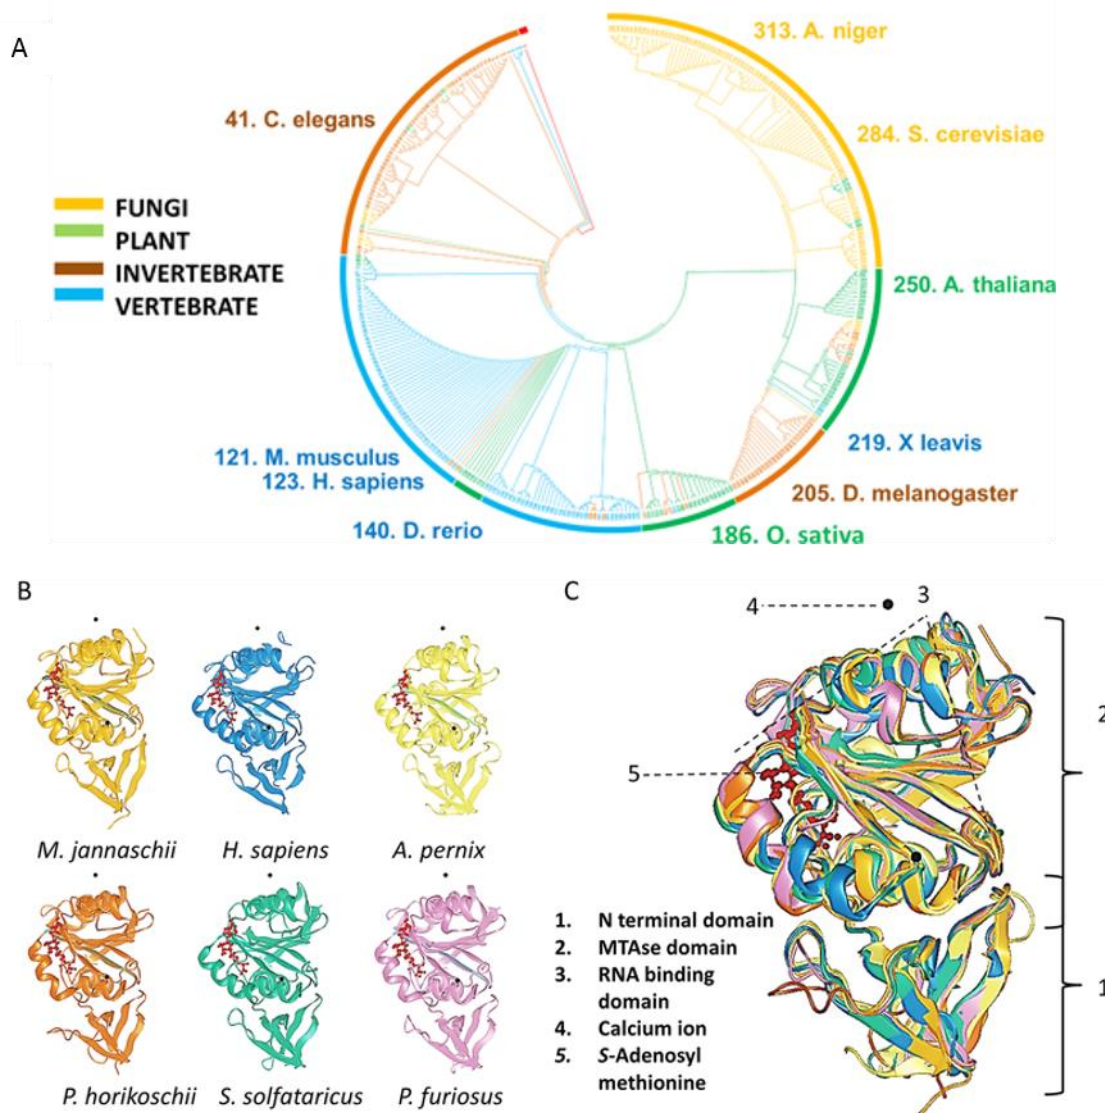 A
313. A. niger
41. C. elegans
284. S. cerevisiae
FUNGI
PLANT
INVERTEBRATE
VERTEBRATE
250. A. thaliana
219. X leavis
121. M. musculus
123. H. sapiens
205. D. melanogaster
140. D. rerio
186. O. sativa
B
C
4
3
2
5
M. jannaschii
H. sapiens
A. pernix
1. N terminal domain
2. MTAse domain
3. RNA binding
domain
4. Calcium ion
5. S-Adenosyl
methionine
1
P. horikoschii
S. solfataricus
P. furiosus